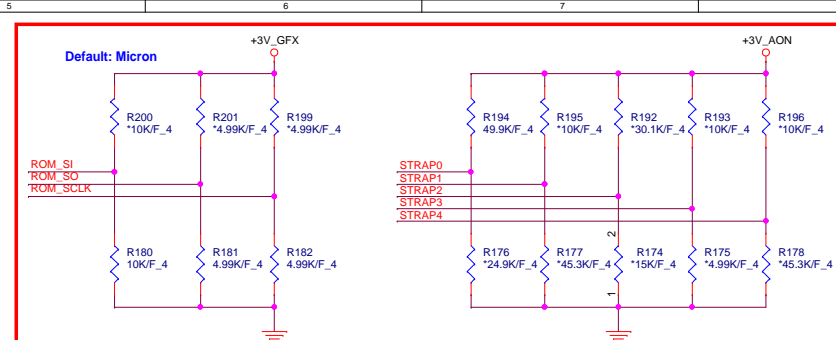 5 6 7
+3V_GFX +3V_AON
Default: Micron
R200 R201 R199 R194 R195 R192 R193 R196
*10K/F_4 *4.99K/F_4 *4.99K/F_4 49.9K/F_4 *10K/F_4 *30.1K/F_4 *10K/F_4 *10K/F_4
ROM_SI STRAP0
ROM_SO STRAP1
ROM_SCLK STRAP2
STRAP3
STRAP4
2
R180 R181 R182 R176 R177 R174 R175 R178
10K/F_4 4.99K/F_4 4.99K/F_4 *24.9K/F_4 *45.3K/F_4 *15K/F_4 *4.99K/F_4 *45.3K/F_4
1